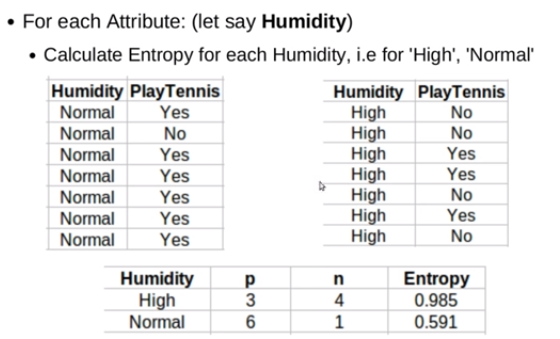 • For each Attribute: (let say Humidity)
• Calculate Entropy for each Humidity, i.e for 'High', 'Normal'
Humidity PlayTennis
Normal Yes
Normal No
Normal Yes
Normal Yes
Normal Yes
Normal Yes
Normal Yes
Humidity PlayTennis
High No
High No
High Yes
High Yes
High No
High Yes
High No
Humidity p n Entropy
High 3 4 0.985
Normal 6 1 0.591